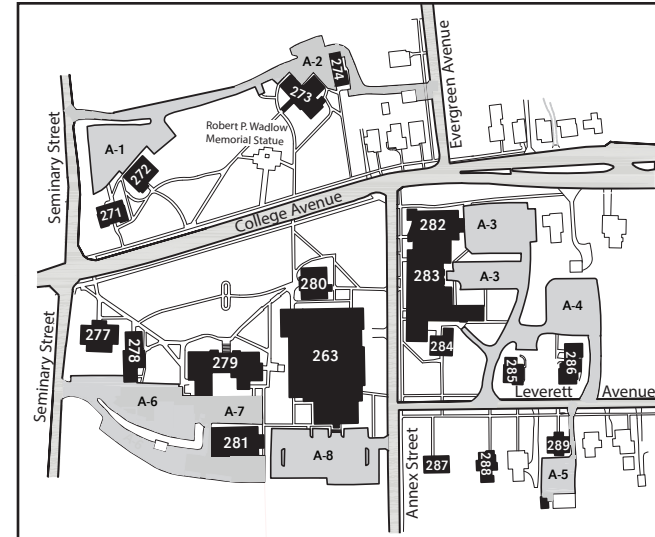 A-2
274
273
Evergreen Avenue
Seminary Street
Robert P. Wadlow
Memorial Statue
A-1
272
271
College Avenue
282
A-3
283
A-3
280
A-4
277
278
279
263
284
285
286
Seminary Street
A-6
A-7
Leverett Avenue
281
A-8
Annex Street
287
288
289
A-5